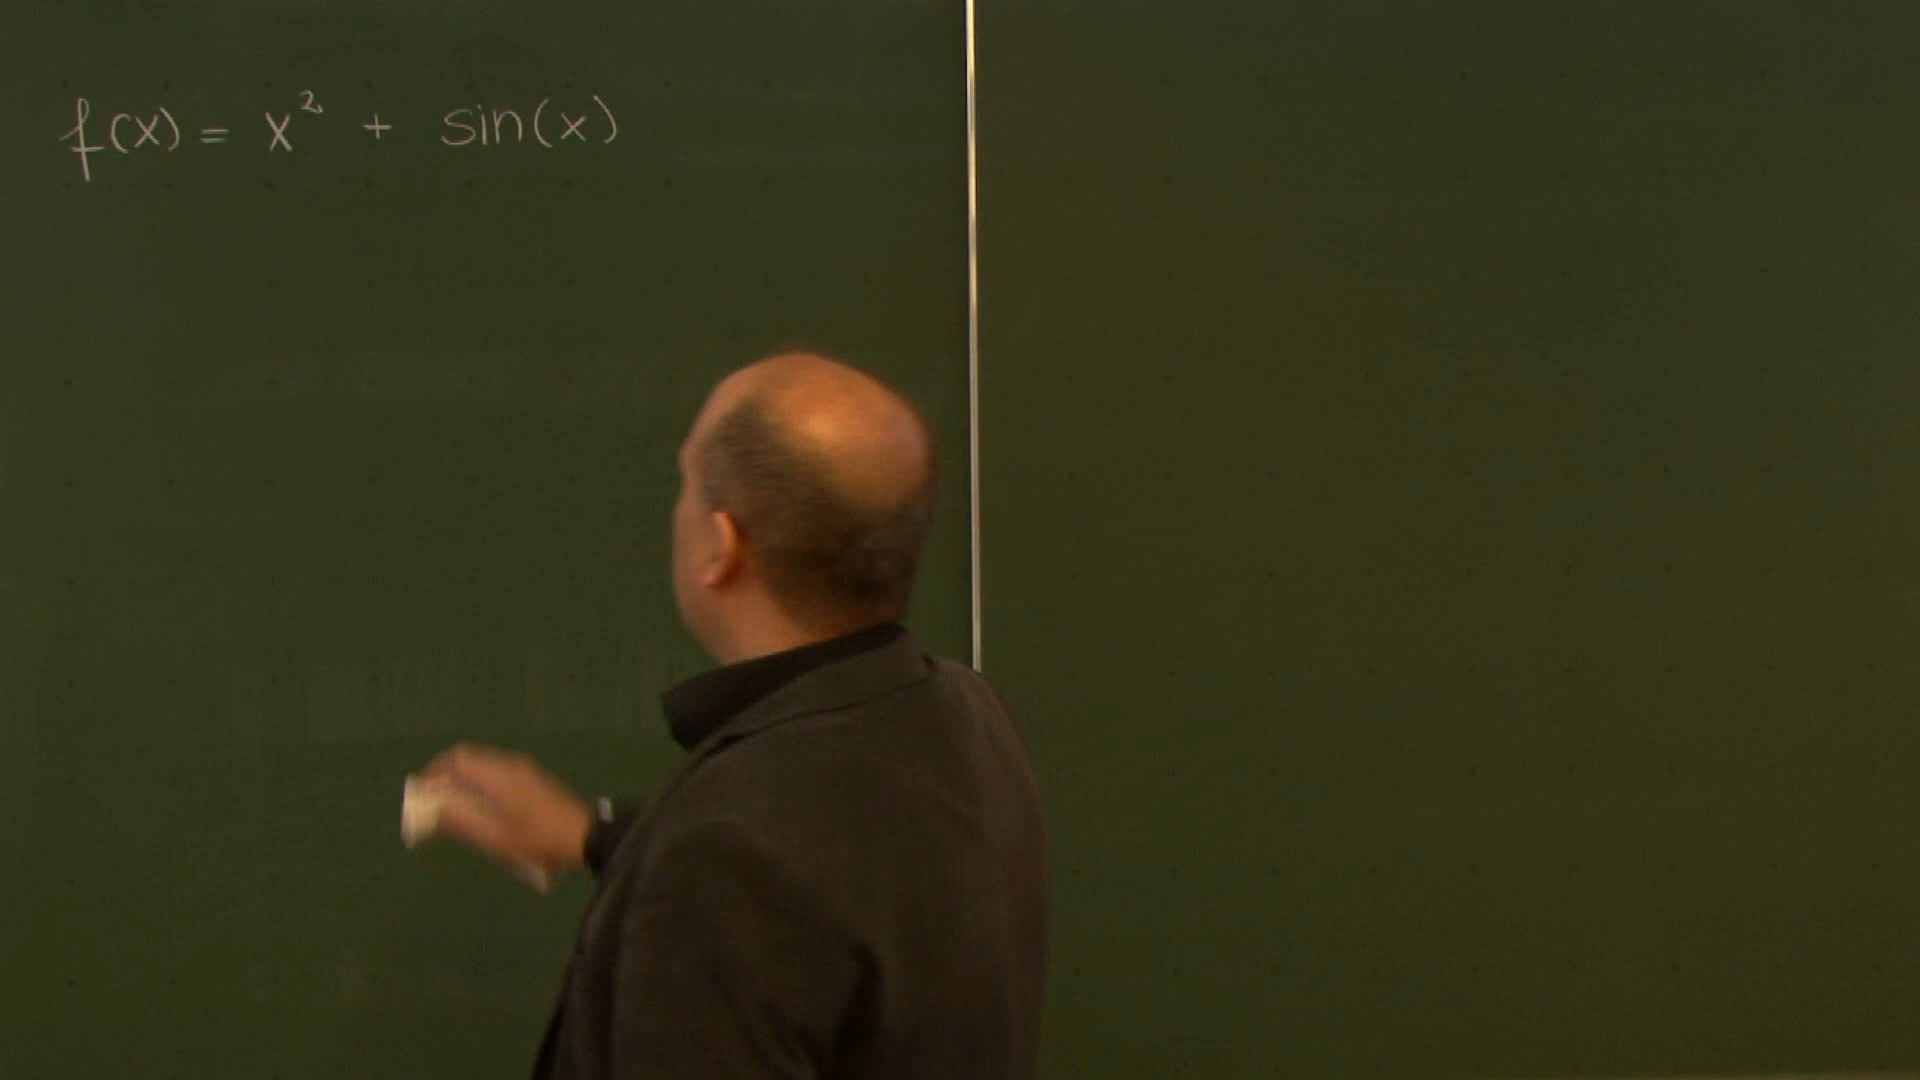 f(x) = x² + sin(x)